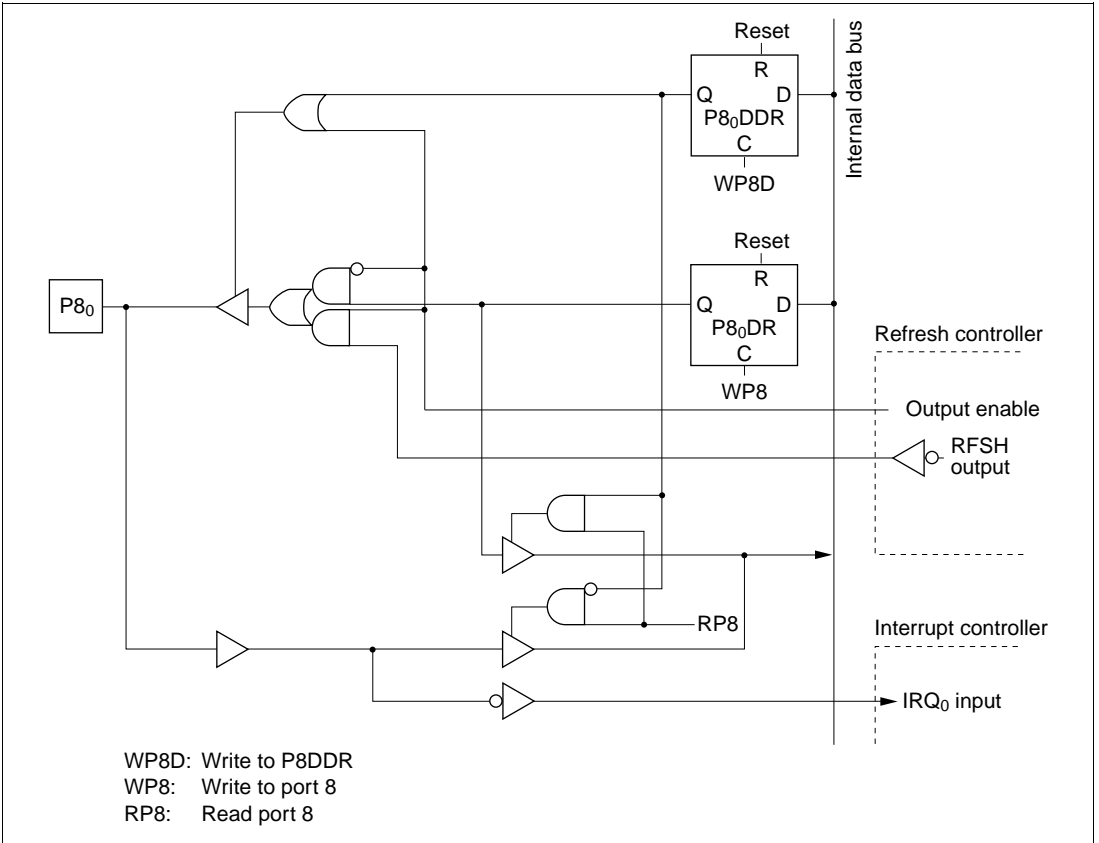 Reset
R
Q D
P8₀DDR
C
WP8D
Internal data bus
Reset
R
Q D
P8₀DR
C
WP8
P8₀
Refresh controller
Output enable
RFSH
output
RP8
Interrupt controller
IRQ₀ input
WP8D: Write to P8DDR
WP8: Write to port 8
RP8: Read port 8